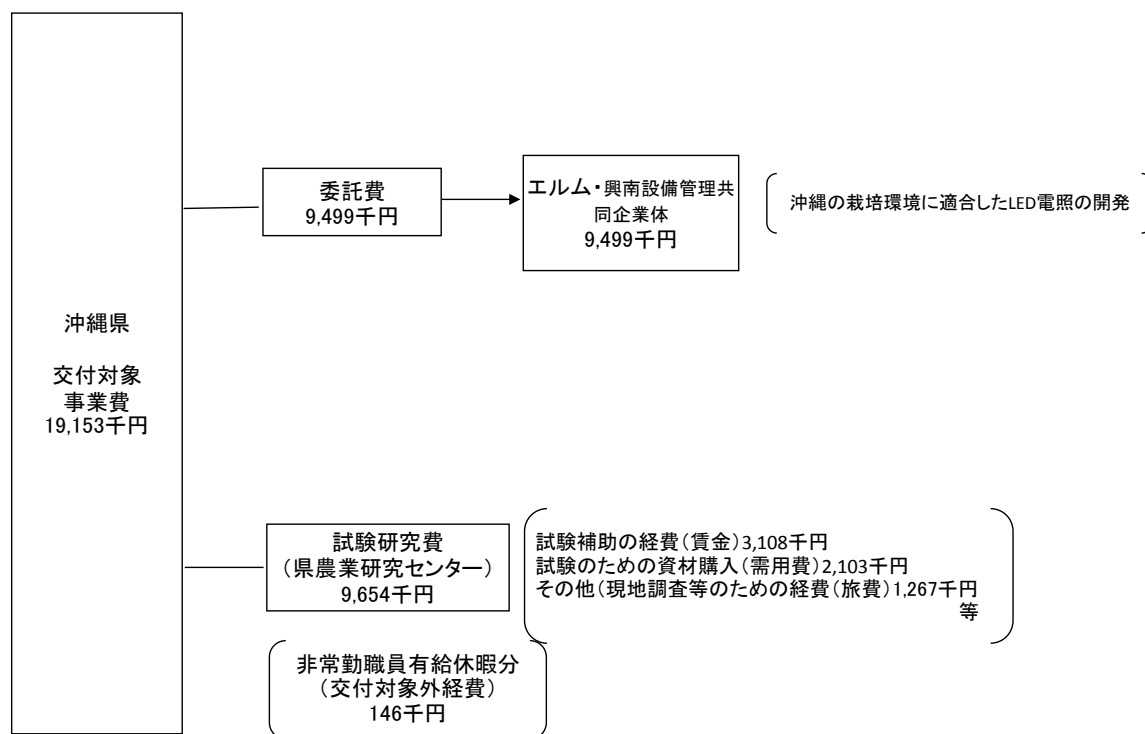 沖縄県
交付対象
事業費
19,153千円
委託費
9,499千円
エルム・興南設備管理共
同企業体
9,499千円
沖縄の栽培環境に適合したLED電照の開発
試験研究費
（県農業研究センター）
9,654千円
試験補助の経費（賃金）3,108千円
試験のための資材購入（需用費）2,103千円
その他（現地調査等のための経費（旅費）1,267千円
等
非常勤職員有給休暇分
（交付対象外経費）
146千円